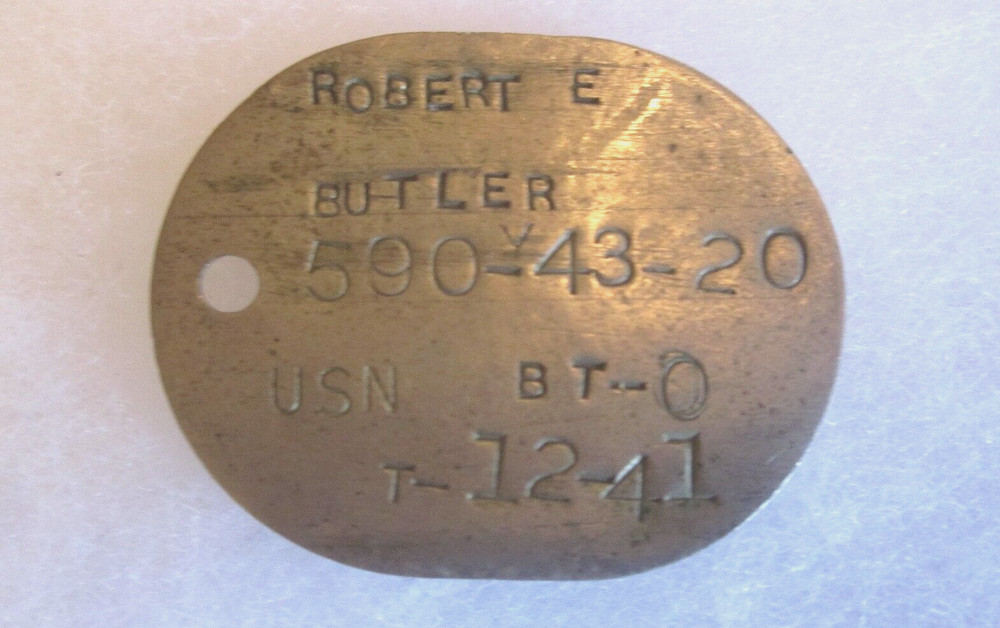 ROBERT E
BUTLER
590-43-20
USN BT-O
T-12-41